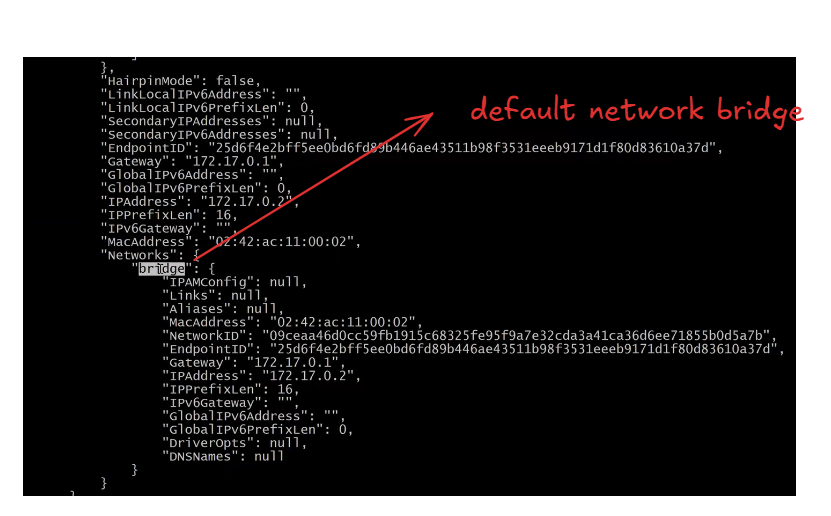 },
"HairpinMode": false,
"LinkLocalIPv6Address": "",
"LinkLocalIPv6PrefixLen": 0,
default network bridge
"SecondaryIPAddresses": null,
"SecondaryIPv6Addresses": null,
"EndpointID": "25d6f4e2bff5ee0bd6fd89b446ae43511b98f3531eeeb9171d1f80d83610a37d",
"Gateway": "172.17.0.1",
"GlobalIPv6Address": "",
"GlobalIPv6PrefixLen": 0,
"IPAddress": "172.17.0.2",
"IPPrefixLen": 16,
"IPv6Gateway": "",
"MacAddress": "02:42:ac:11:00:02",
"Networks": {
"bridge": {
"IPAMConfig": null,
"Links": null,
"Aliases": null,
"MacAddress": "02:42:ac:11:00:02",
"NetworkID": "09ceaa46d0cc59fb1915c68325fe95f9a7e32cda3a41ca36d6ee71855b0d5a7b",
"EndpointID": "25d6f4e2bff5ee0bd6fd89b446ae43511b98f3531eeeb9171d1f80d83610a37d",
"Gateway": "172.17.0.1",
"IPAddress": "172.17.0.2",
"IPPrefixLen": 16,
"IPv6Gateway": "",
"GlobalIPv6Address": "",
"GlobalIPv6PrefixLen": 0,
"DriverOpts": null,
"DNSNames": null
}
}